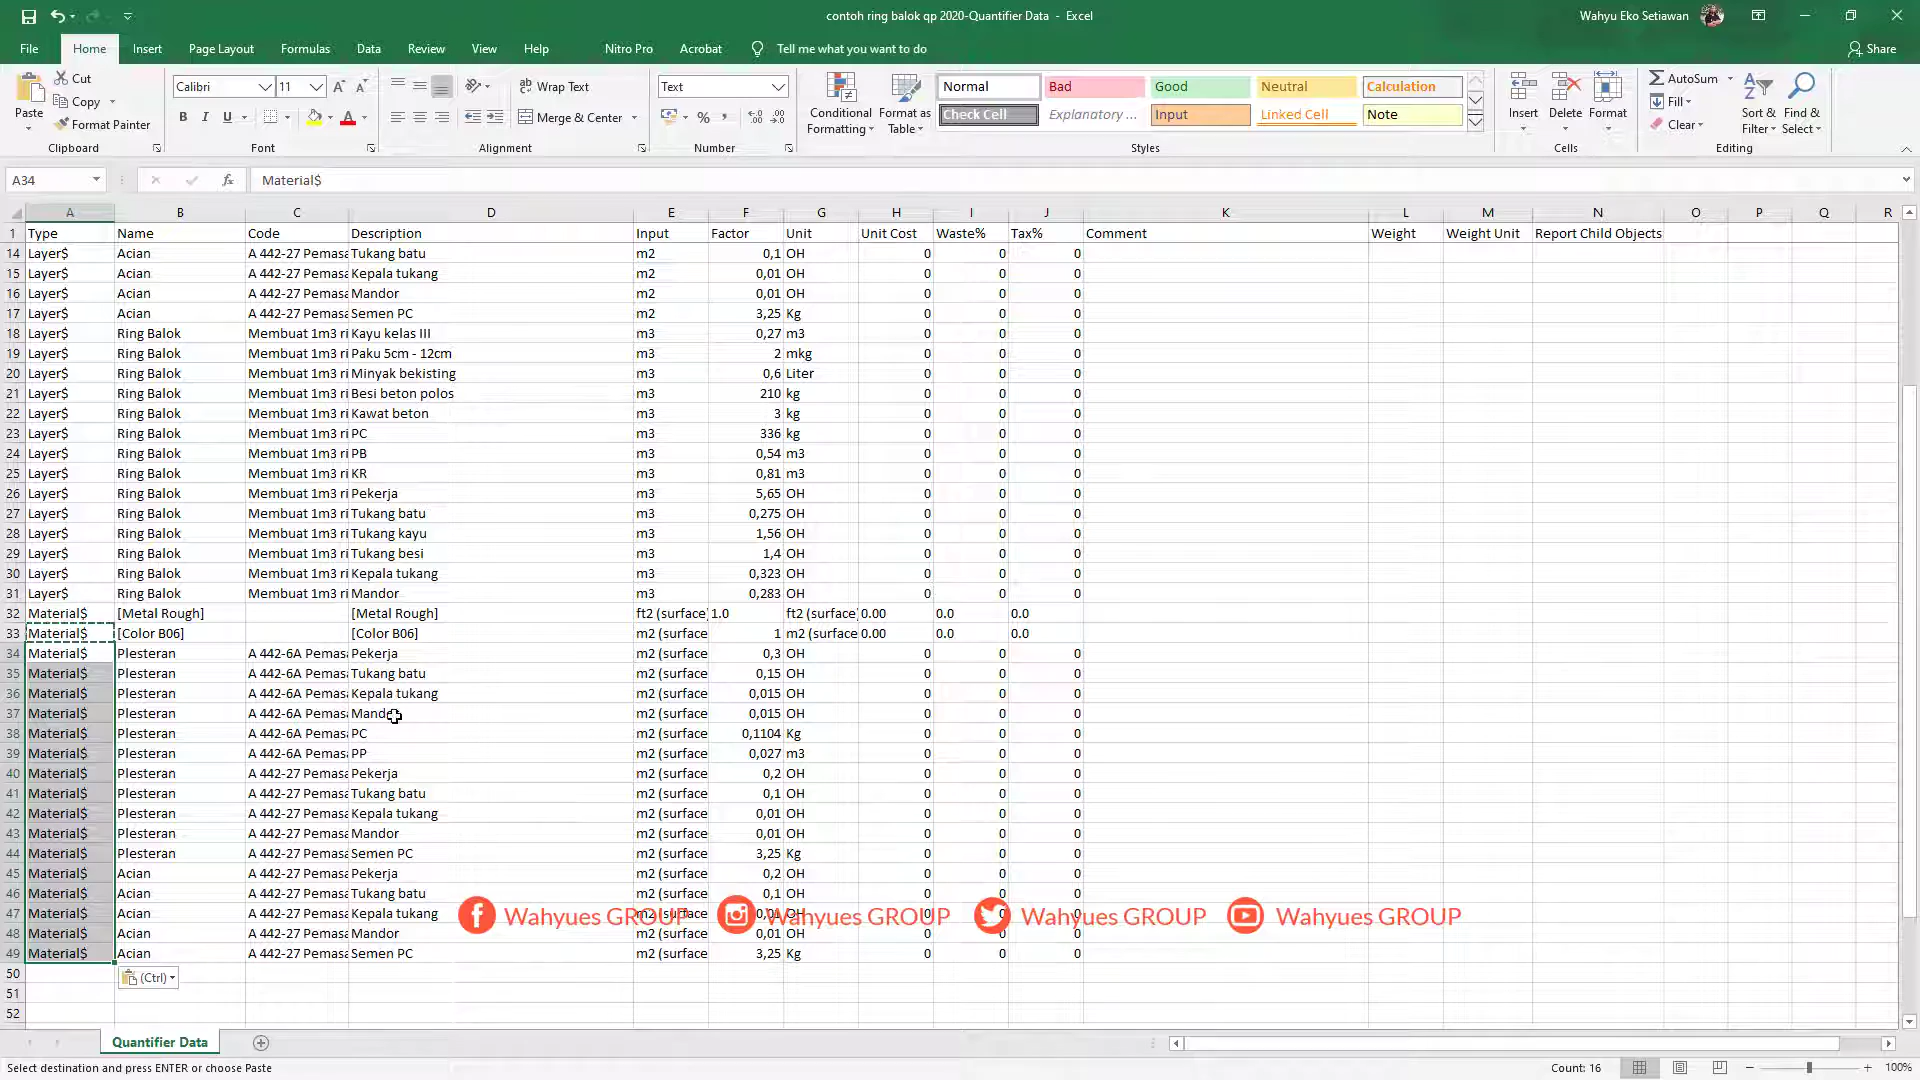 contoh ring balok qp 2020-Quantifier Data - Excel
Wahyu Eko Setiawan
File Home Insert Page Layout Formulas Data Review View Help Nitro Pro Acrobat Tell me what you want to do Share
Cut
Copy
Format Painter
Paste
Clipboard
Calibri 11
B I U
Font
Wrap Text
Merge & Center
Alignment
Text
Number
Conditional Formatting
Format as Table
Normal Bad Good Neutral Calculation
Check Cell Explanatory ... Input Linked Cell Note
Styles
Insert Delete Format
Cells
AutoSum
Fill
Clear
Sort & Filter
Find & Select
Editing
A34 fx Material$
A B C D E F G H I J K L M N O P Q R
1 Type Name Code Description Input Factor Unit Unit Cost Waste% Tax% Comment Weight Weight Unit Report Child Objects
14 Layer$ Acian A 442-27 Pemasa Tukang batu m2 0,1 OH 0 0 0
15 Layer$ Acian A 442-27 Pemasa Kepala tukang m2 0,01 OH 0 0 0
16 Layer$ Acian A 442-27 Pemasa Mandor m2 0,01 OH 0 0 0
17 Layer$ Acian A 442-27 Pemasa Semen PC m2 3,25 Kg 0 0 0
18 Layer$ Ring Balok Membuat 1m3 ri Kayu kelas III m3 0,27 m3 0 0 0
19 Layer$ Ring Balok Membuat 1m3 ri Paku 5cm - 12cm m3 2 mkg 0 0 0
20 Layer$ Ring Balok Membuat 1m3 ri Minyak bekisting m3 0,6 Liter 0 0 0
21 Layer$ Ring Balok Membuat 1m3 ri Besi beton polos m3 210 kg 0 0 0
22 Layer$ Ring Balok Membuat 1m3 ri Kawat beton m3 3 kg 0 0 0
23 Layer$ Ring Balok Membuat 1m3 ri PC m3 336 kg 0 0 0
24 Layer$ Ring Balok Membuat 1m3 ri PB m3 0,54 m3 0 0 0
25 Layer$ Ring Balok Membuat 1m3 ri KR m3 0,81 m3 0 0 0
26 Layer$ Ring Balok Membuat 1m3 ri Pekerja m3 5,65 OH 0 0 0
27 Layer$ Ring Balok Membuat 1m3 ri Tukang batu m3 0,275 OH 0 0 0
28 Layer$ Ring Balok Membuat 1m3 ri Tukang kayu m3 1,56 OH 0 0 0
29 Layer$ Ring Balok Membuat 1m3 ri Tukang besi m3 1,4 OH 0 0 0
30 Layer$ Ring Balok Membuat 1m3 ri Kepala tukang m3 0,323 OH 0 0 0
31 Layer$ Ring Balok Membuat 1m3 ri Mandor m3 0,283 OH 0 0 0
32 Material$ [Metal Rough] [Metal Rough] ft2 (surface) 1.0 ft2 (surface) 0.00 0.0 0.0
33 Material$ [Color B06] [Color B06] m2 (surface 1 m2 (surface 0.00 0.0 0.0
34 Material$ Plesteran A 442-6A Pemasa Pekerja m2 (surface 0,3 OH 0 0 0
35 Material$ Plesteran A 442-6A Pemasa Tukang batu m2 (surface 0,15 OH 0 0 0
36 Material$ Plesteran A 442-6A Pemasa Kepala tukang m2 (surface 0,015 OH 0 0 0
37 Material$ Plesteran A 442-6A Pemasa Mandor m2 (surface 0,015 OH 0 0 0
38 Material$ Plesteran A 442-6A Pemasa PC m2 (surface 0,1104 Kg 0 0 0
39 Material$ Plesteran A 442-6A Pemasa PP m2 (surface 0,027 m3 0 0 0
40 Material$ Plesteran A 442-27 Pemasa Pekerja m2 (surface 0,2 OH 0 0 0
41 Material$ Plesteran A 442-27 Pemasa Tukang batu m2 (surface 0,1 OH 0 0 0
42 Material$ Plesteran A 442-27 Pemasa Kepala tukang m2 (surface 0,01 OH 0 0 0
43 Material$ Plesteran A 442-27 Pemasa Mandor m2 (surface 0,01 OH 0 0 0
44 Material$ Plesteran A 442-27 Pemasa Semen PC m2 (surface 3,25 Kg 0 0 0
45 Material$ Acian A 442-27 Pemasa Pekerja m2 (surface 0,2 OH 0 0 0
46 Material$ Acian A 442-27 Pemasa Tukang batu m2 (surface 0,1 OH 0 0 0
47 Material$ Acian A 442-27 Pemasa Kepala tukang m2 (surface 0,01 OH 0 0 0
Wahyues GROUP Wahyues GROUP Wahyues GROUP Wahyues GROUP
48 Material$ Acian A 442-27 Pemasa Mandor m2 (surface 0,01 OH 0 0 0
49 Material$ Acian A 442-27 Pemasa Semen PC m2 (surface 3,25 Kg 0 0 0
50 (Ctrl)
51
52
Quantifier Data
Select destination and press ENTER or choose Paste Count: 16 100%